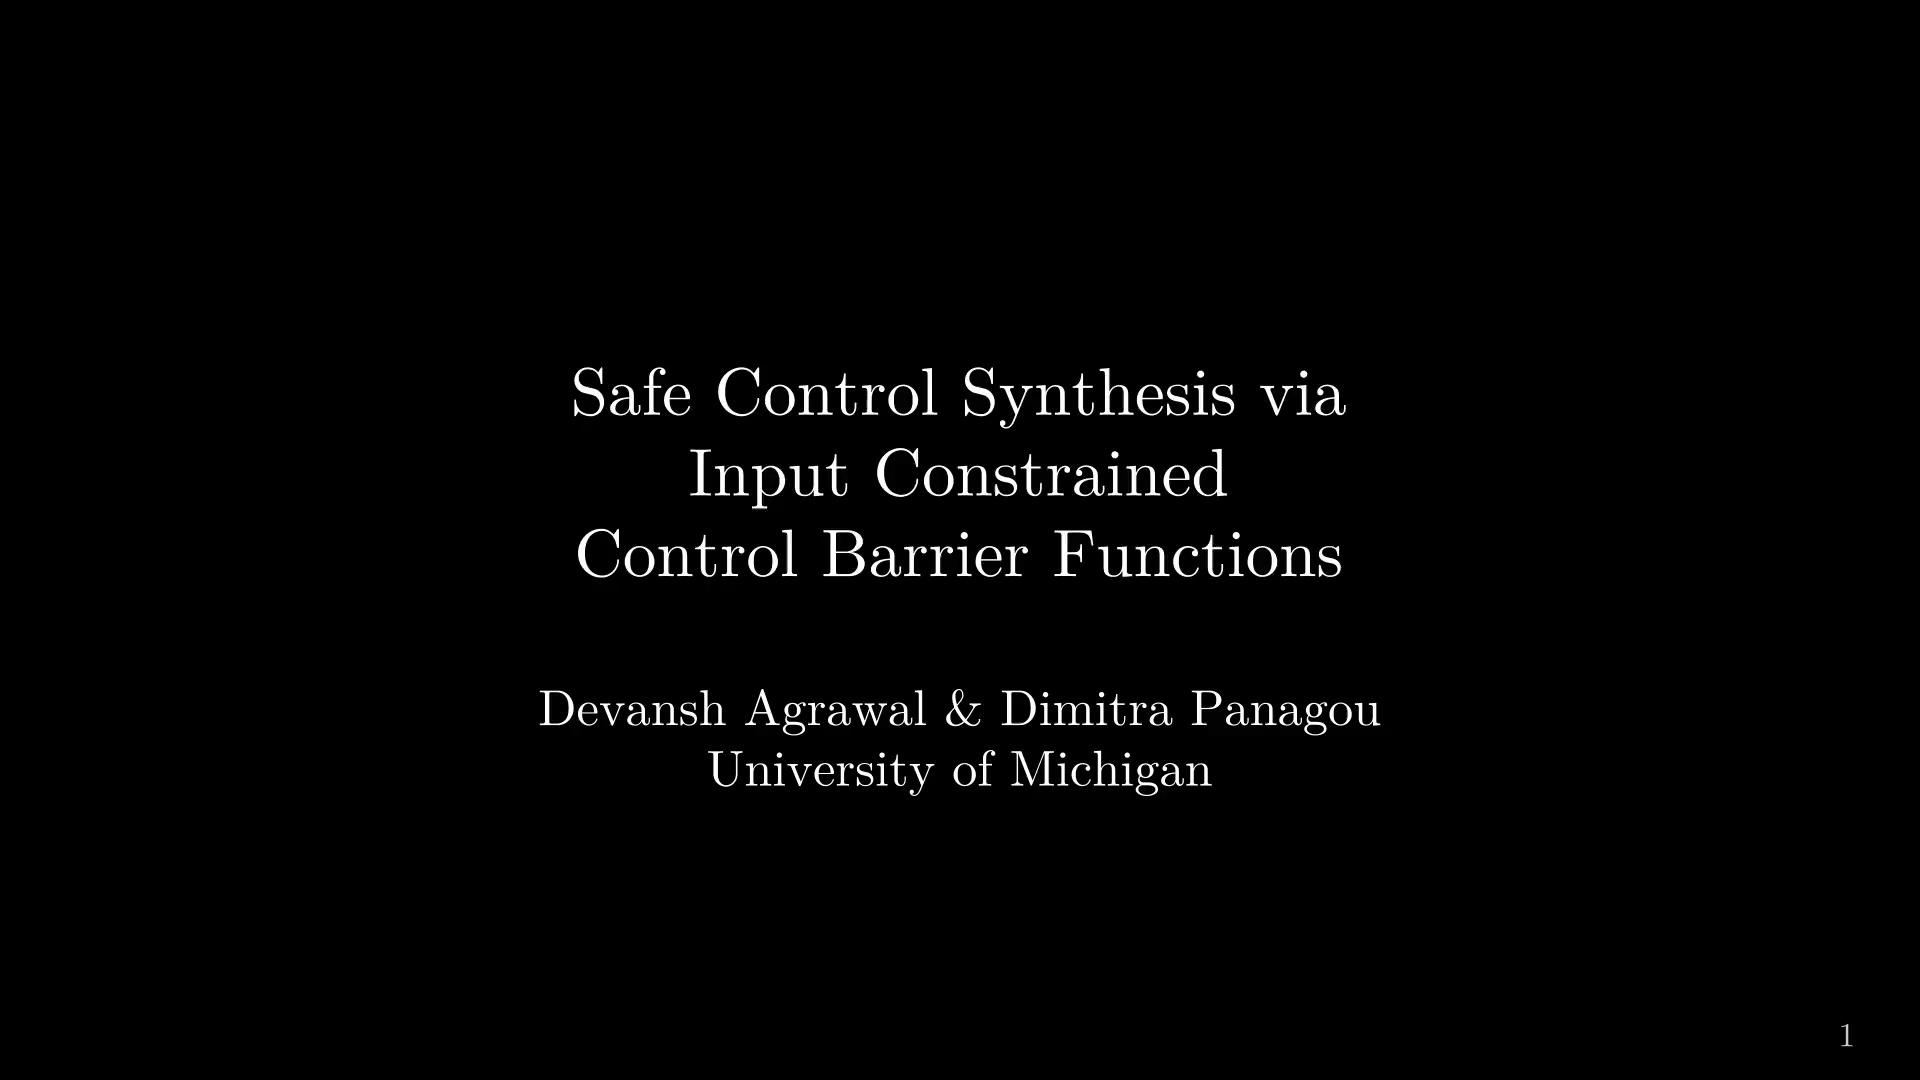 Safe Control Synthesis via
Input Constrained
Control Barrier Functions
Devansh Agrawal & Dimitra Panagou
University of Michigan
1